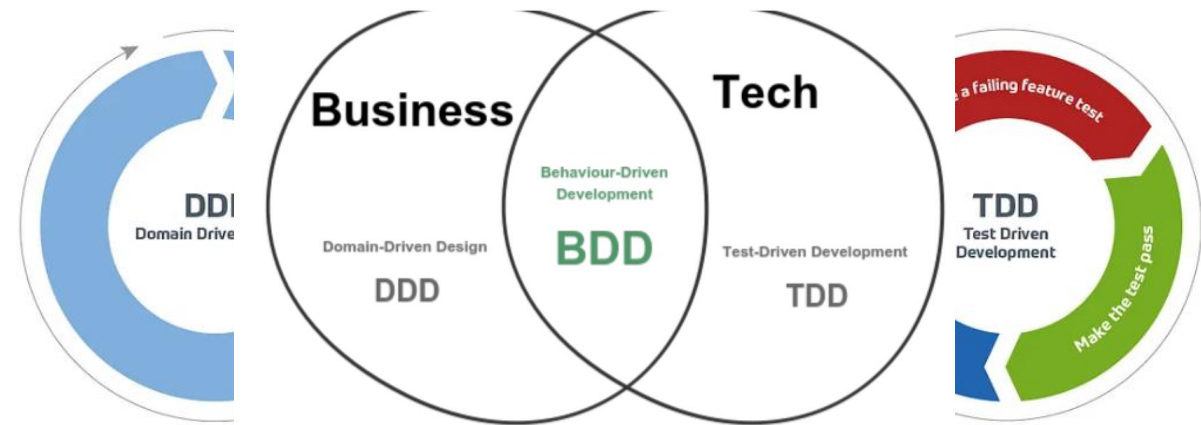 DD
Domain Drive
Business
Tech
Behaviour-Driven
Development
BDD
Domain-Driven Design
DDD
Test-Driven Development
TDD
a failing feature test
TDD
Test Driven
Development
Make the test pass